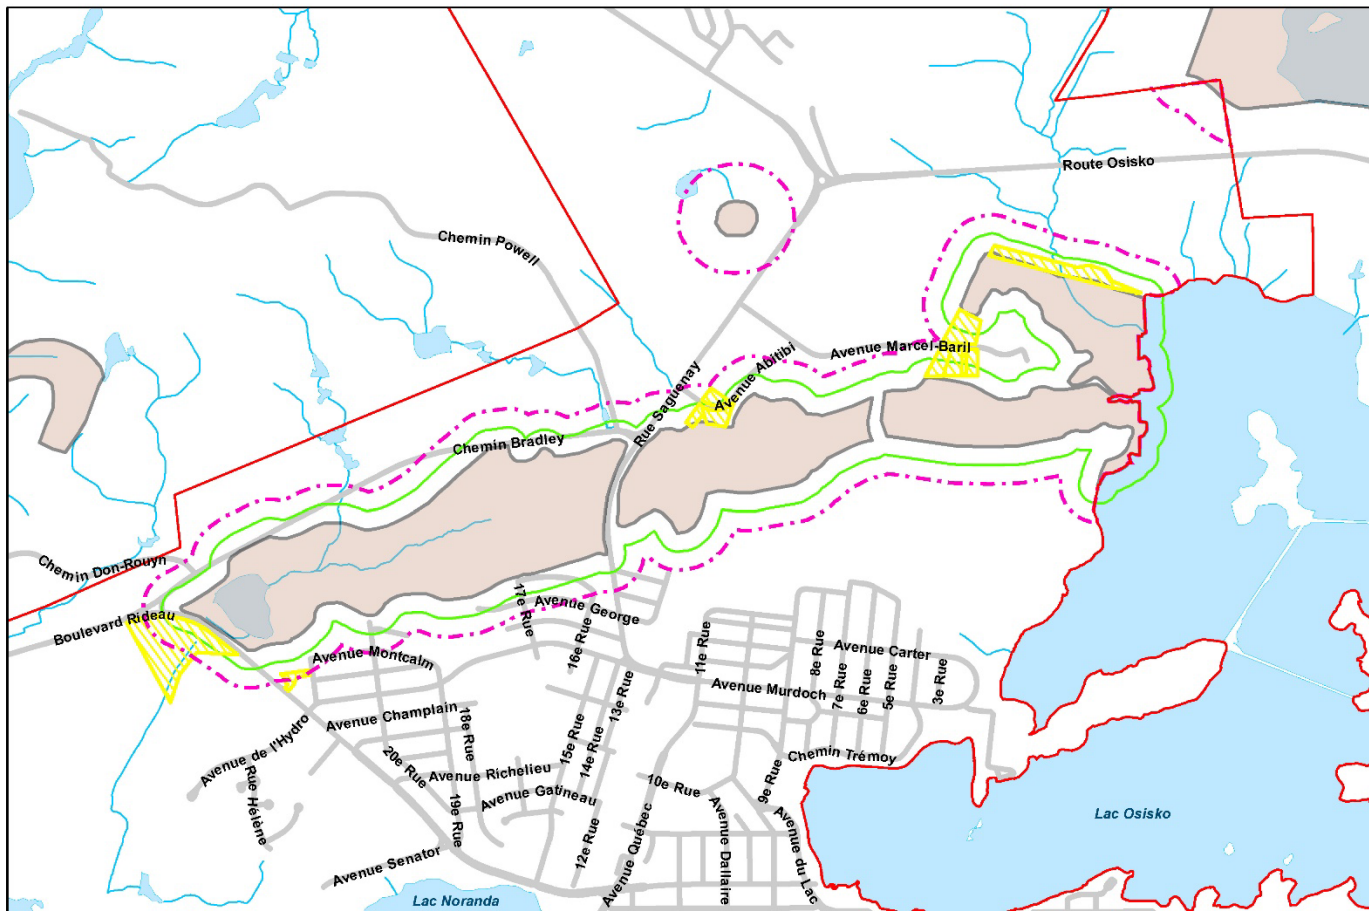 Route Osisko
Chemin Powell
Avenue Marcel-Baril
Avenue Abitibi
Rue Saguenay
Chemin Bradley
Chemin Don-Rouyn
Boulevard Rideau
17e Rue
Avenue George
16e Rue
11e Rue
Avenue Montcalm
8e Rue
Avenue Carter
7e Rue
6e Rue
5e Rue
3e Rue
Avenue Murdoch
13e Rue
Avenue Champlain
18e Rue
Avenue de l'Hydro
15e Rue
14e Rue
20e Rue
Chemin Trémoy
Rue Hélène
Avenue Richelieu
10e Rue
9e Rue
Avenue Gatineau
19e Rue
Lac Osisko
12e Rue
Avenue Québec
Avenue Dallaire
Avenue du Lac
Avenue Senator
Lac Noranda